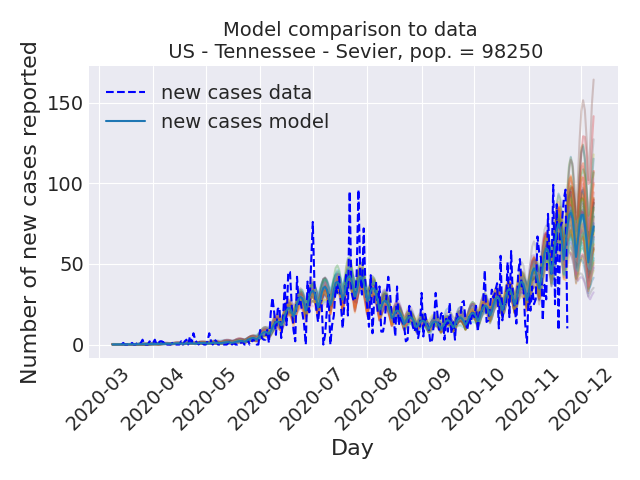 Model comparison to data
US - Tennessee - Sevier, pop. = 98250
Number of new cases reported
150
100
50
0
new cases data
new cases model
2020-03
2020-04
2020-05
2020-06
2020-07
2020-08
2020-09
2020-10
2020-11
2020-12
Day